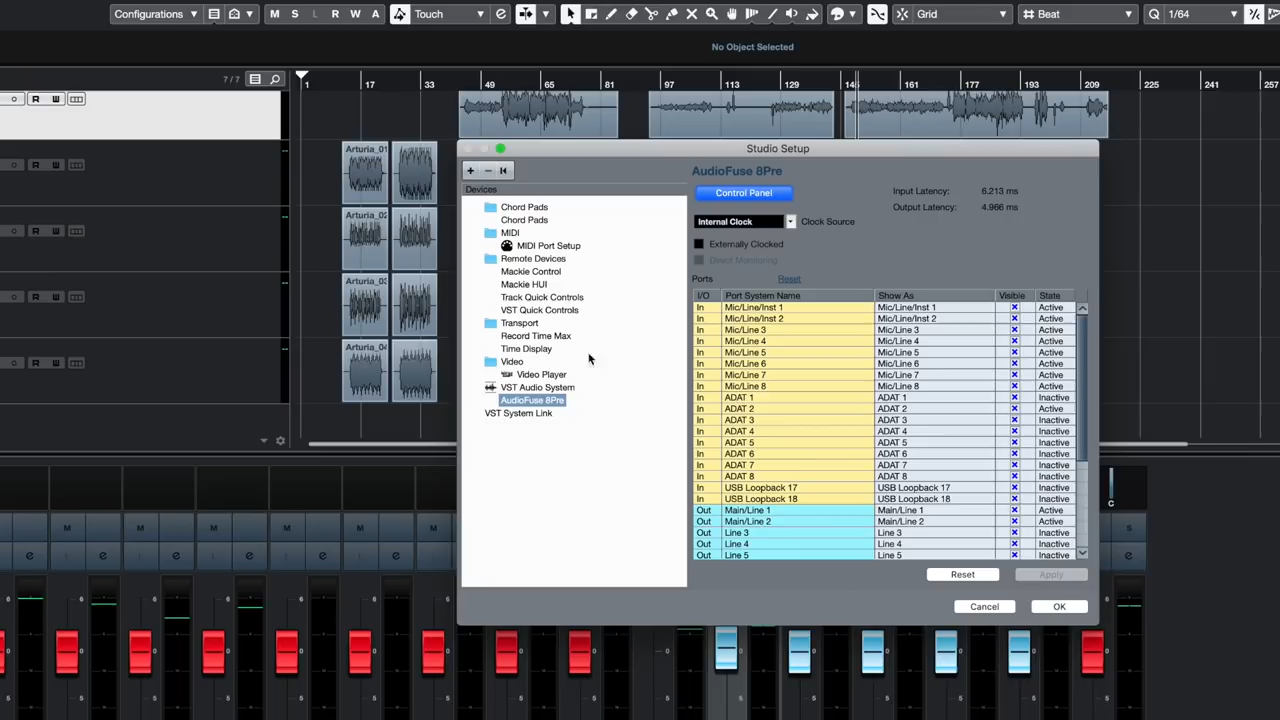 Configurations M S L R W A Touch Grid Beat Q 1/64
No Object Selected
7/7
1 17 33 49 65 81 97 113 129 161 177 193 209 225 241 257
R
Arturia_01
R
Arturia_02
R
Arturia_03
R
Arturia_04
R
Studio Setup
+ −
Devices
Chord Pads
Chord Pads
MIDI
MIDI Port Setup
Remote Devices
Mackie Control
Mackie HUI
Track Quick Controls
VST Quick Controls
Transport
Record Time Max
Time Display
Video
Video Player
VST Audio System
AudioFuse 8Pre
VST System Link
AudioFuse 8Pre
Control Panel
Input Latency: 6.213 ms
Output Latency: 4.966 ms
Internal Clock Clock Source
Externally Clocked
Direct Monitoring
Ports Reset
I/O Port System Name Show As Visible State
In Mic/Line/Inst 1 Mic/Line/Inst 1 Active
In Mic/Line/Inst 2 Mic/Line/Inst 2 Active
In Mic/Line 3 Mic/Line 3 Active
In Mic/Line 4 Mic/Line 4 Active
In Mic/Line 5 Mic/Line 5 Active
In Mic/Line 6 Mic/Line 6 Active
In Mic/Line 7 Mic/Line 7 Active
In Mic/Line 8 Mic/Line 8 Active
In ADAT 1 ADAT 1 Inactive
In ADAT 2 ADAT 2 Active
In ADAT 3 ADAT 3 Inactive
In ADAT 4 ADAT 4 Inactive
In ADAT 5 ADAT 5 Inactive
In ADAT 6 ADAT 6 Inactive
In ADAT 7 ADAT 7 Inactive
In ADAT 8 ADAT 8 Inactive
In USB Loopback 17 USB Loopback 17 Inactive
In USB Loopback 18 USB Loopback 18 Inactive
Out Main/Line 1 Main/Line 1 Active
Out Main/Line 2 Main/Line 2 Active
Out Line 3 Line 3 Inactive
Out Line 4 Line 4 Inactive
Out Line 5 Line 5 Inactive
Reset Apply
Cancel OK
C
M M M M M S
e e e e e e e
6 6 6 6 6 6
0
5 5 5 5 5 5